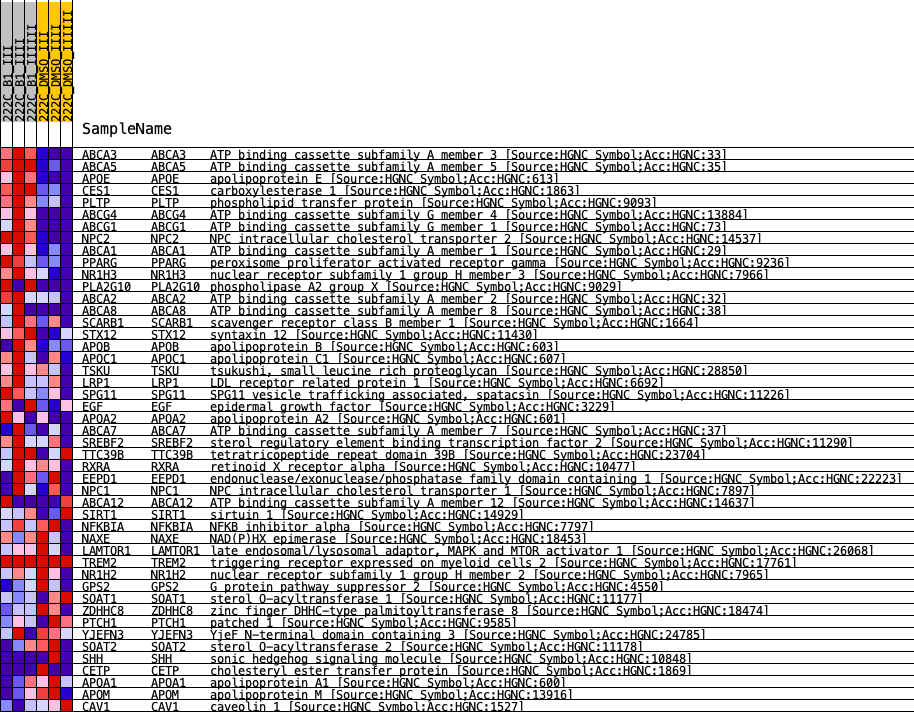 222C_B1_III
222C_B1_IIII
222C_B1_IIIIII
222C_DMSO_III
222C_DMSO_IIII
222C_DMSO_IIIIII
SampleName
ABCA3 ABCA3 ATP binding cassette subfamily A member 3 [Source:HGNC Symbol;Acc:HGNC:33]
ABCA5 ABCA5 ATP binding cassette subfamily A member 5 [Source:HGNC Symbol;Acc:HGNC:35]
APOE APOE apolipoprotein E [Source:HGNC Symbol;Acc:HGNC:613]
CES1 CES1 carboxylesterase 1 [Source:HGNC Symbol;Acc:HGNC:1863]
PLTP PLTP phospholipid transfer protein [Source:HGNC Symbol;Acc:HGNC:9093]
ABCG4 ABCG4 ATP binding cassette subfamily G member 4 [Source:HGNC Symbol;Acc:HGNC:13884]
ABCG1 ABCG1 ATP binding cassette subfamily G member 1 [Source:HGNC Symbol;Acc:HGNC:73]
NPC2 NPC2 NPC intracellular cholesterol transporter 2 [Source:HGNC Symbol;Acc:HGNC:14537]
ABCA1 ABCA1 ATP binding cassette subfamily A member 1 [Source:HGNC Symbol;Acc:HGNC:29]
PPARG PPARG peroxisome proliferator activated receptor gamma [Source:HGNC Symbol;Acc:HGNC:9236]
NR1H3 NR1H3 nuclear receptor subfamily 1 group H member 3 [Source:HGNC Symbol;Acc:HGNC:7966]
PLA2G10 PLA2G10 phospholipase A2 group X [Source:HGNC Symbol;Acc:HGNC:9029]
ABCA2 ABCA2 ATP binding cassette subfamily A member 2 [Source:HGNC Symbol;Acc:HGNC:32]
ABCA8 ABCA8 ATP binding cassette subfamily A member 8 [Source:HGNC Symbol;Acc:HGNC:38]
SCARB1 SCARB1 scavenger receptor class B member 1 [Source:HGNC Symbol;Acc:HGNC:1664]
STX12 STX12 syntaxin 12 [Source:HGNC Symbol;Acc:HGNC:11430]
APOB APOB apolipoprotein B [Source:HGNC Symbol;Acc:HGNC:603]
APOC1 APOC1 apolipoprotein C1 [Source:HGNC Symbol;Acc:HGNC:607]
TSKU TSKU tsukushi, small leucine rich proteoglycan [Source:HGNC Symbol;Acc:HGNC:28850]
LRP1 LRP1 LDL receptor related protein 1 [Source:HGNC Symbol;Acc:HGNC:6692]
SPG11 SPG11 SPG11 vesicle trafficking associated, spatacsin [Source:HGNC Symbol;Acc:HGNC:11226]
EGF EGF epidermal growth factor [Source:HGNC Symbol;Acc:HGNC:3229]
APOA2 APOA2 apolipoprotein A2 [Source:HGNC Symbol;Acc:HGNC:601]
ABCA7 ABCA7 ATP binding cassette subfamily A member 7 [Source:HGNC Symbol;Acc:HGNC:37]
SREBF2 SREBF2 sterol regulatory element binding transcription factor 2 [Source:HGNC Symbol;Acc:HGNC:11290]
TTC39B TTC39B tetratricopeptide repeat domain 39B [Source:HGNC Symbol;Acc:HGNC:23704]
RXRA RXRA retinoid X receptor alpha [Source:HGNC Symbol;Acc:HGNC:10477]
EEPD1 EEPD1 endonuclease/exonuclease/phosphatase family domain containing 1 [Source:HGNC Symbol;Acc:HGNC:22223]
NPC1 NPC1 NPC intracellular cholesterol transporter 1 [Source:HGNC Symbol;Acc:HGNC:7897]
ABCA12 ABCA12 ATP binding cassette subfamily A member 12 [Source:HGNC Symbol;Acc:HGNC:14637]
SIRT1 SIRT1 sirtuin 1 [Source:HGNC Symbol;Acc:HGNC:14929]
NFKBIA NFKBIA NFKB inhibitor alpha [Source:HGNC Symbol;Acc:HGNC:7797]
NAXE NAXE NAD(P)HX epimerase [Source:HGNC Symbol;Acc:HGNC:18453]
LAMTOR1 LAMTOR1 late endosomal/lysosomal adaptor, MAPK and MTOR activator 1 [Source:HGNC Symbol;Acc:HGNC:26068]
TREM2 TREM2 triggering receptor expressed on myeloid cells 2 [Source:HGNC Symbol;Acc:HGNC:17761]
NR1H2 NR1H2 nuclear receptor subfamily 1 group H member 2 [Source:HGNC Symbol;Acc:HGNC:7965]
GPS2 GPS2 G protein pathway suppressor 2 [Source:HGNC Symbol;Acc:HGNC:4550]
SOAT1 SOAT1 sterol O-acyltransferase 1 [Source:HGNC Symbol;Acc:HGNC:11177]
ZDHHC8 ZDHHC8 zinc finger DHHC-type palmitoyltransferase 8 [Source:HGNC Symbol;Acc:HGNC:18474]
PTCH1 PTCH1 patched 1 [Source:HGNC Symbol;Acc:HGNC:9585]
YJEFN3 YJEFN3 YjeF N-terminal domain containing 3 [Source:HGNC Symbol;Acc:HGNC:24785]
SOAT2 SOAT2 sterol O-acyltransferase 2 [Source:HGNC Symbol;Acc:HGNC:11178]
SHH SHH sonic hedgehog signaling molecule [Source:HGNC Symbol;Acc:HGNC:10848]
CETP CETP cholesteryl ester transfer protein [Source:HGNC Symbol;Acc:HGNC:1869]
APOA1 APOA1 apolipoprotein A1 [Source:HGNC Symbol;Acc:HGNC:600]
APOM APOM apolipoprotein M [Source:HGNC Symbol;Acc:HGNC:13916]
CAV1 CAV1 caveolin 1 [Source:HGNC Symbol;Acc:HGNC:1527]